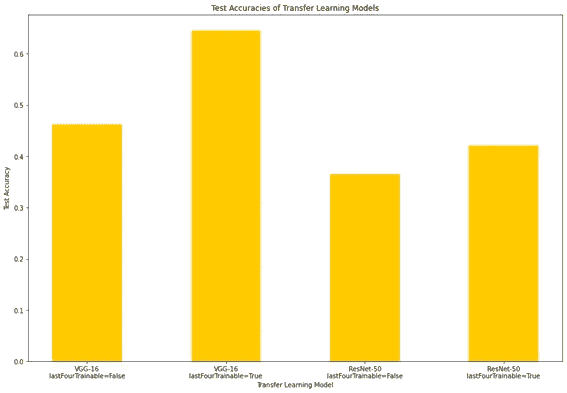 Test Accuracies of Transfer Learning Models
0.6
0.5
0.4
0.3
0.2
0.1
0.0
Test Accuracy
VGG-16
lastFourTrainable=False
VGG-16
lastFourTrainable=True
ResNet-50
lastFourTrainable=False
ResNet-50
lastFourTrainable=True
Transfer Learning Model